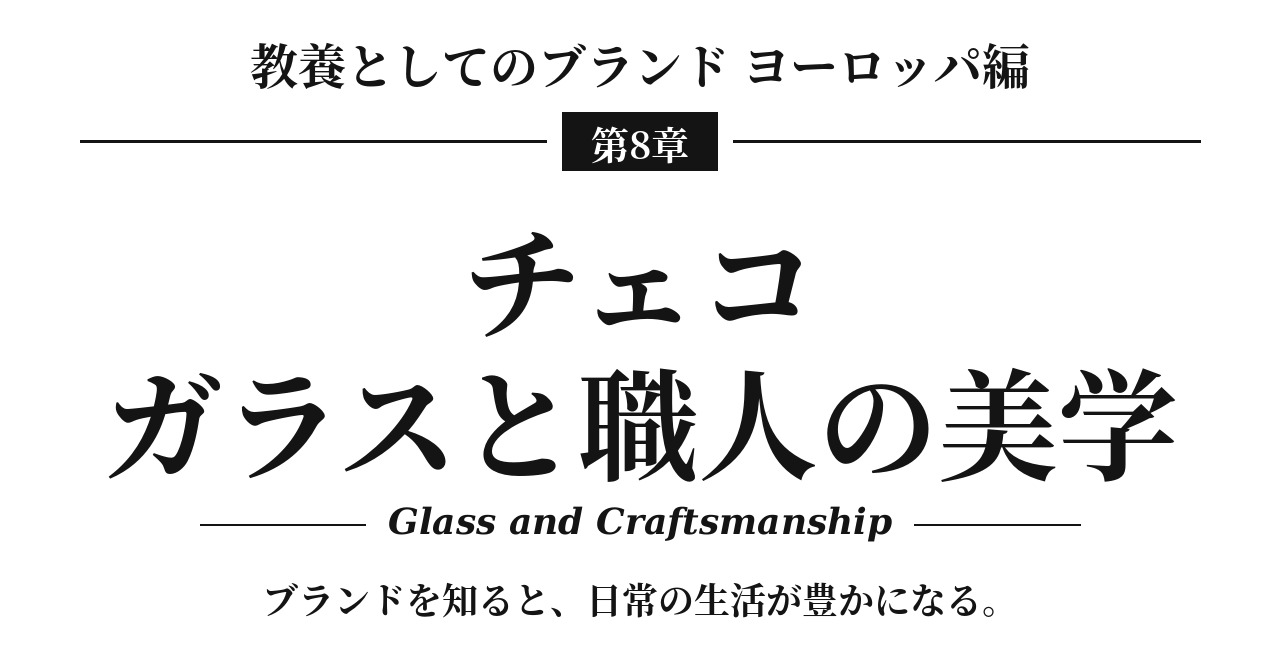 教養としてのブランド ヨーロッパ編
第8章
チェコ
ガラスと職人の美学
Glass and Craftsmanship
ブランドを知ると、日常の生活が豊かになる。